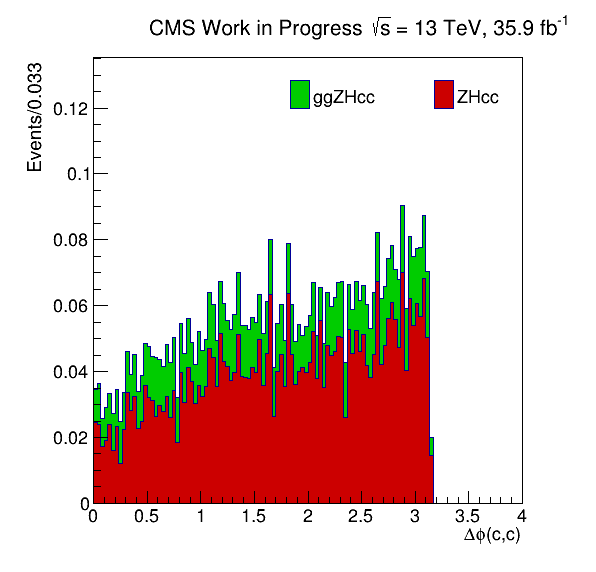 CMS Work in Progress √s = 13 TeV, 35.9 fb⁻¹
Events/0.033
ggZHcc ZHcc
0.12
0.1
0.08
0.06
0.04
0.02
0
0 0.5 1 1.5 2 2.5 3 3.5 4
Δϕ(c,c)